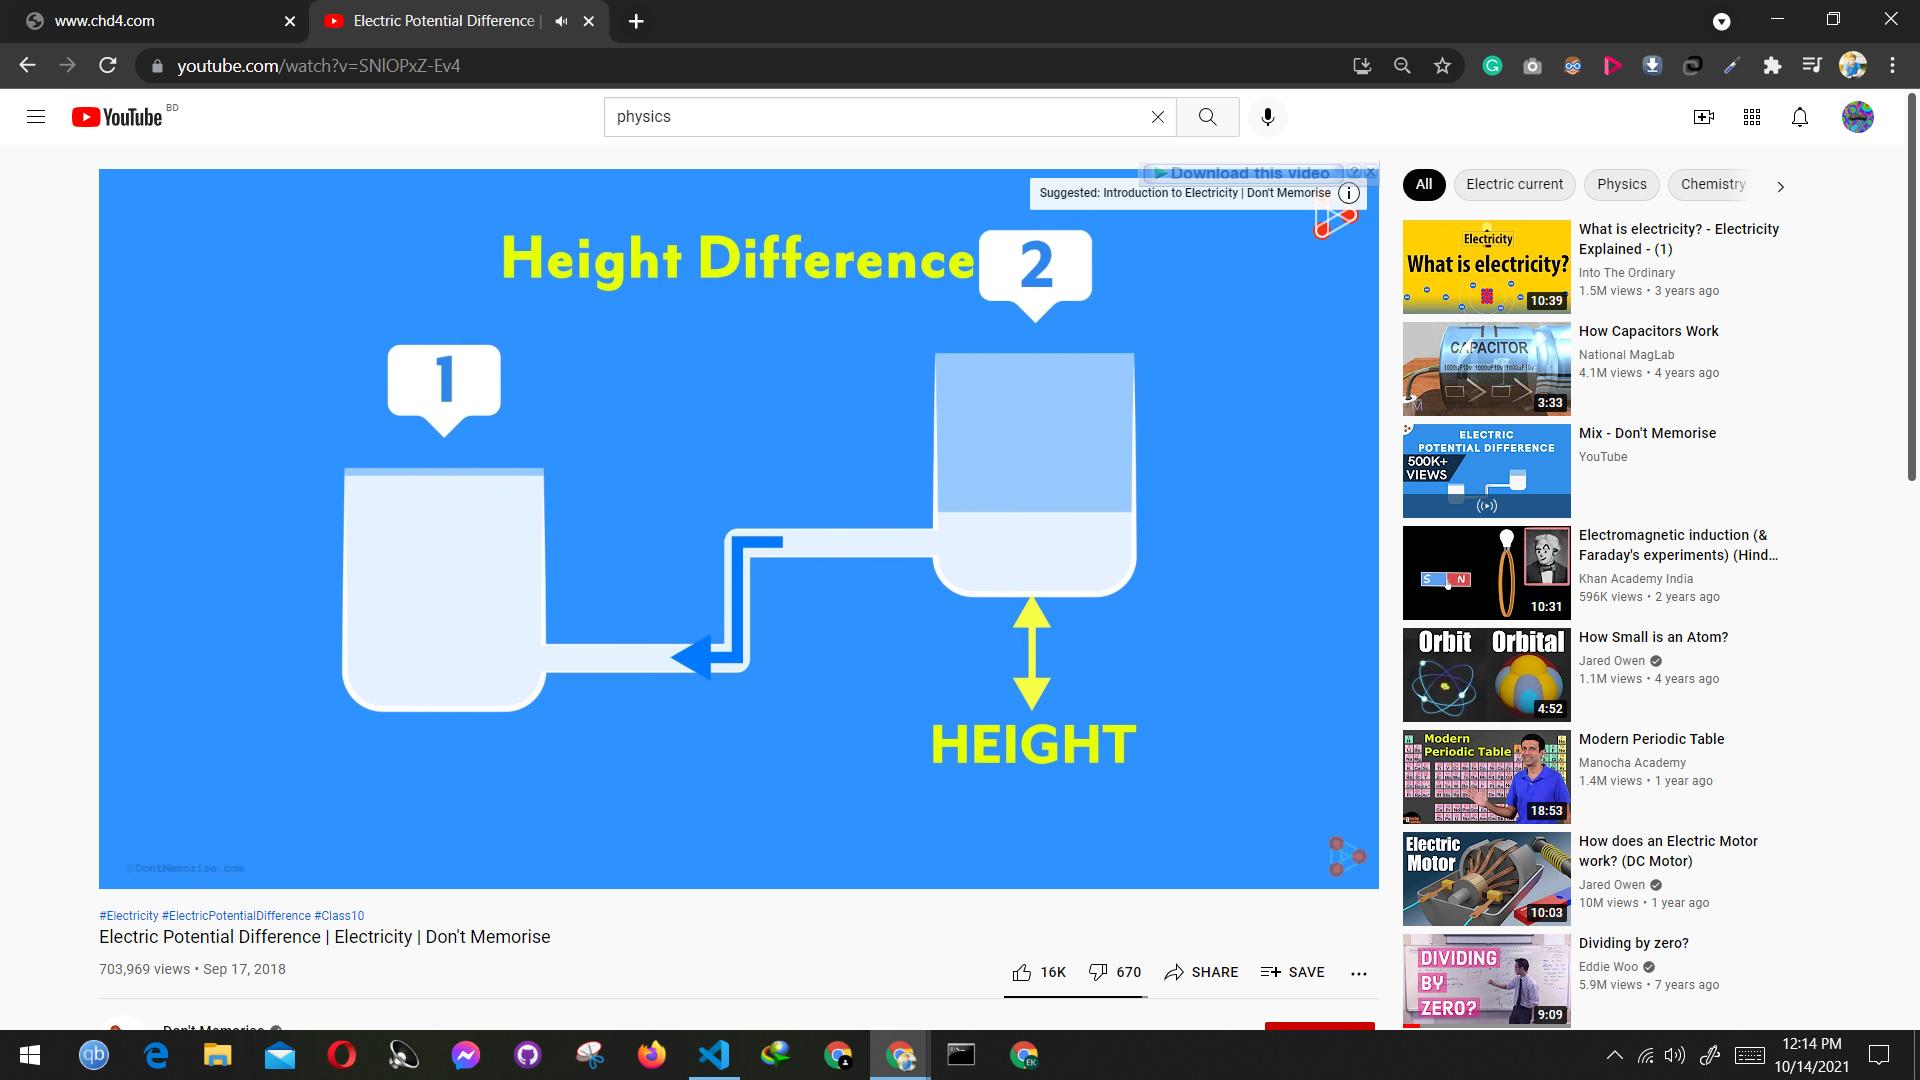 www.chd4.com
Electric Potential Difference |
youtube.com/watch?v=SNlOPxZ-Ev4
YouTube BD
physics
Download this video
Suggested: Introduction to Electricity | Don't Memorise
Height Difference
2
1
HEIGHT
©DontMemorise.com
#Electricity #ElectricPotentialDifference #Class10
Electric Potential Difference | Electricity | Don't Memorise
703,969 views • Sep 17, 2018
16K
670
SHARE
SAVE
Don't Memorise
All
Electric current
Physics
Chemistry
Electricity
What is electricity?
10:39
What is electricity? - Electricity
Explained - (1)
Into The Ordinary
1.5M views • 3 years ago
CAPACITOR
3:33
How Capacitors Work
National MagLab
4.1M views • 4 years ago
ELECTRIC
POTENTIAL DIFFERENCE
500K+
VIEWS
Mix - Don't Memorise
YouTube
S N
10:31
Electromagnetic induction (&
Faraday's experiments) (Hind...
Khan Academy India
596K views • 2 years ago
Orbit Orbital
4:52
How Small is an Atom?
Jared Owen
1.1M views • 4 years ago
Modern
Periodic Table
18:53
Modern Periodic Table
Manocha Academy
1.4M views • 1 year ago
Electric
Motor
10:03
How does an Electric Motor
work? (DC Motor)
Jared Owen
10M views • 1 year ago
DIVIDING
BY
ZERO?
9:09
Dividing by zero?
Eddie Woo
5.9M views • 7 years ago
qb
EK
12:14 PM
10/14/2021